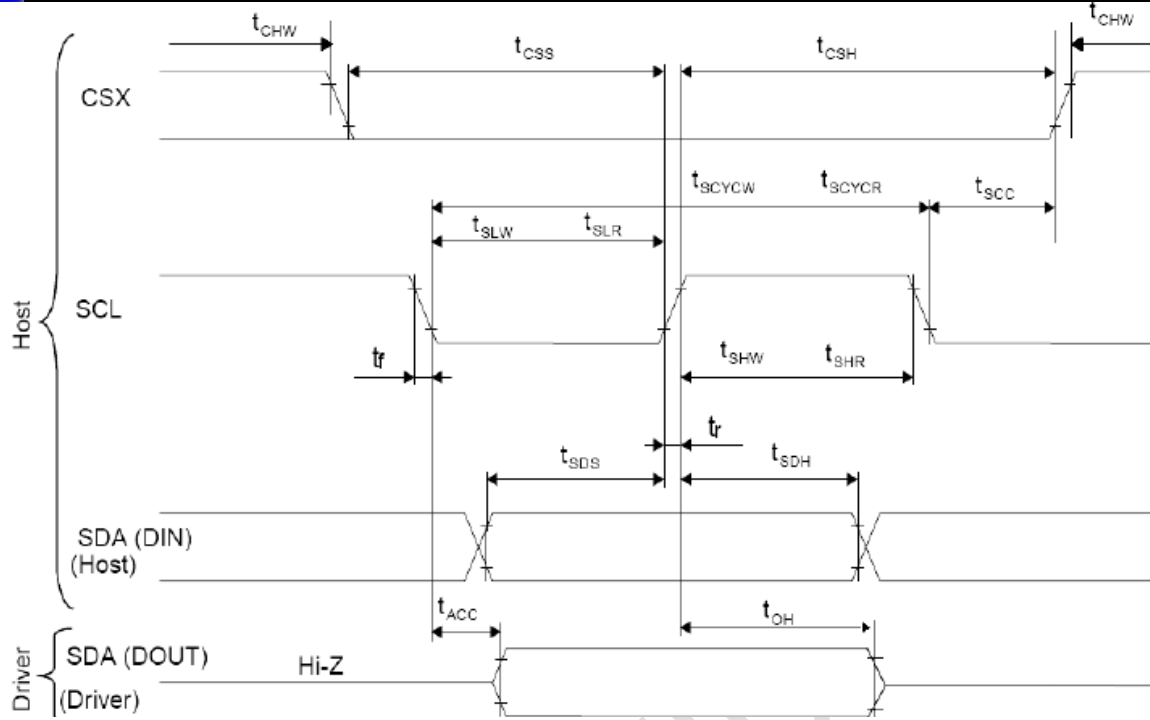 tCHW
tCHW
tCSS
tCSH
CSX
tSCYCW tSCYCR
tSCC
tSLW tSLR
Host
SCL
tf
tSHW tSHR
tr
tSDS
tSDH
SDA (DIN)
(Host)
tACC
tOH
Driver
SDA (DOUT)
Hi-Z
(Driver)